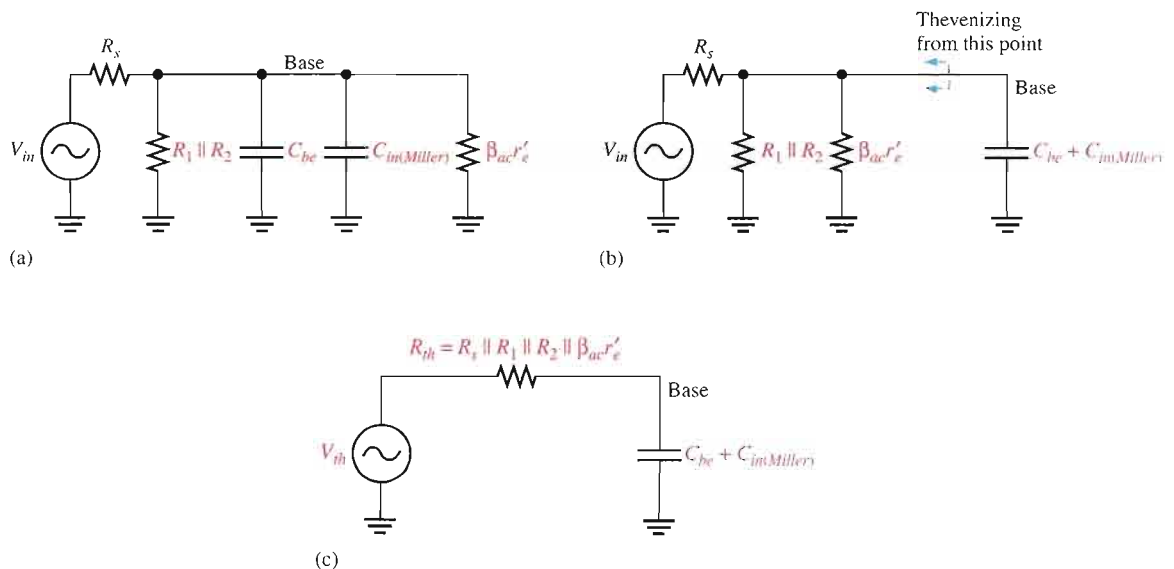 R_s
Base
V_in
R_1 || R_2
C_be
C_in(Miller)
β_ac r'_e
(a)
Thevenizing
from this point
R_s
Base
V_in
R_1 || R_2
β_ac r'_e
C_be + C_in(Miller)
(b)
R_th = R_s || R_1 || R_2 || β_ac r'_e
Base
V_th
C_be + C_in(Miller)
(c)